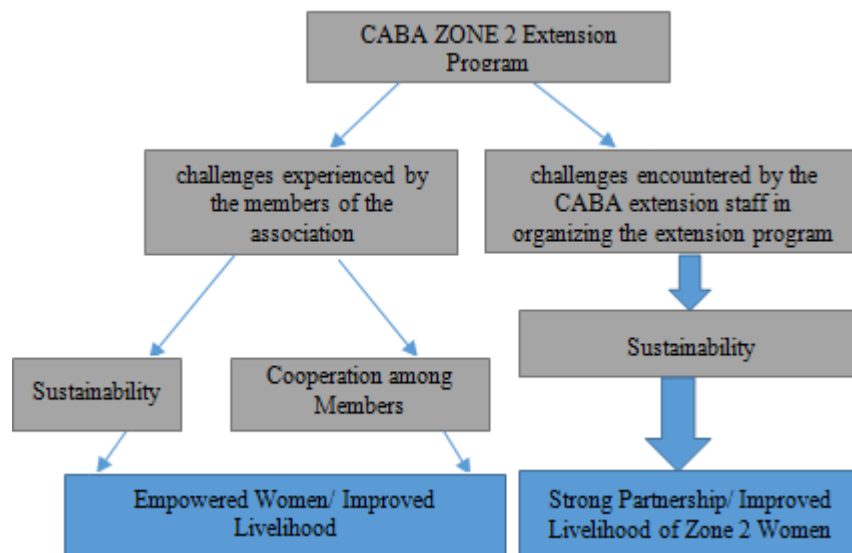 CABA ZONE 2 Extension
Program
challenges experienced by
the members of the
association
challenges encountered by the
CABA extension staff in
organizing the extension program
Sustainability
Cooperation among
Members
Sustainability
Empowered Women/ Improved
Livelihood
Strong Partnership/ Improved
Livelihood of Zone 2 Women